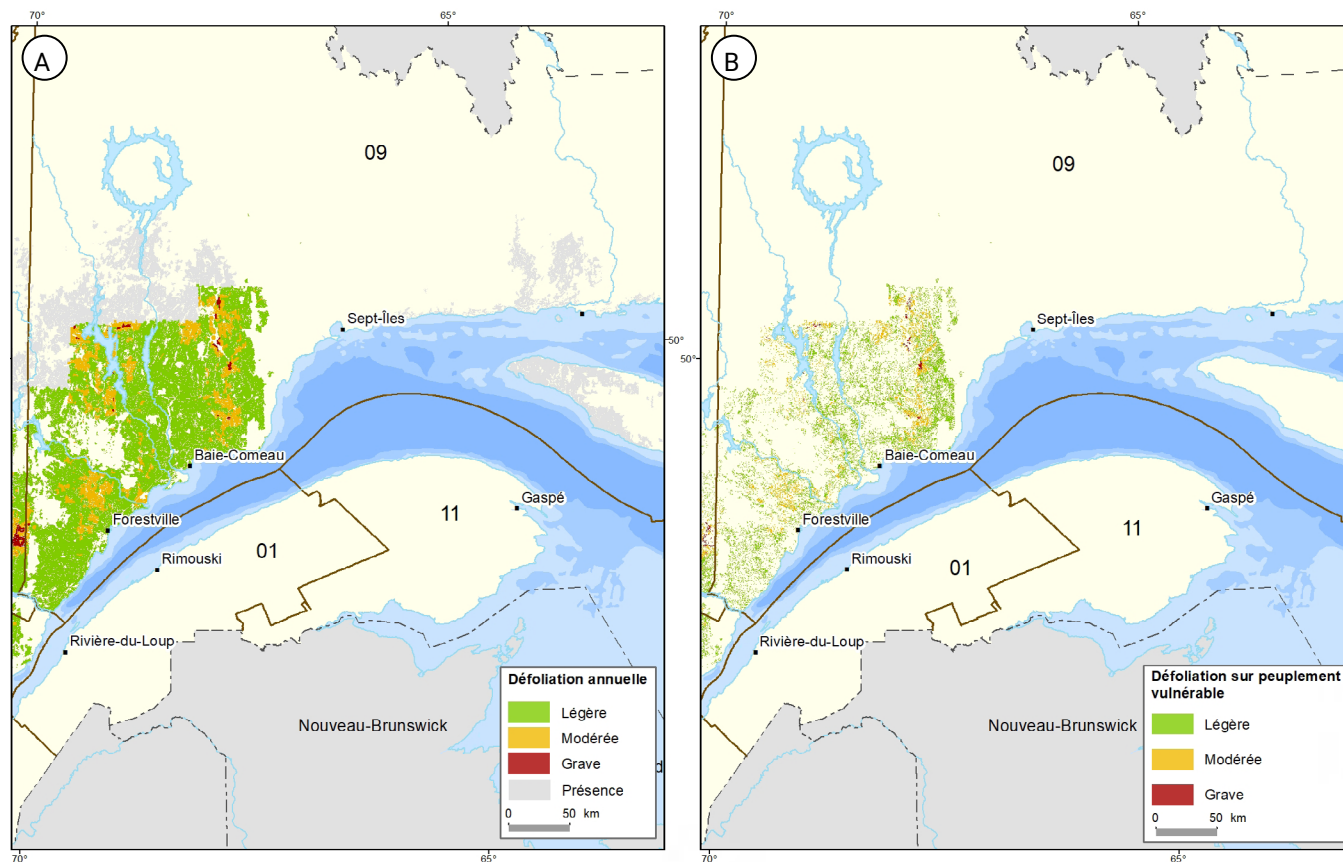 70°
65°
A
09
Sept-Îles
50°
Baie-Comeau
Forestville
Rimouski
01
11
Gaspé
Rivière-du-Loup
Nouveau-Brunswick
Défoliation annuelle
Légère
Modérée
Grave
Présence
0 50 km
d
70°
65°
70°
65°
B
09
Sept-Îles
50°
Baie-Comeau
Forestville
Rimouski
01
11
Gaspé
Rivière-du-Loup
Nouveau-Brunswick
Défoliation sur peuplement
vulnérable
Légère
Modérée
Grave
0 50 km
70°
65°